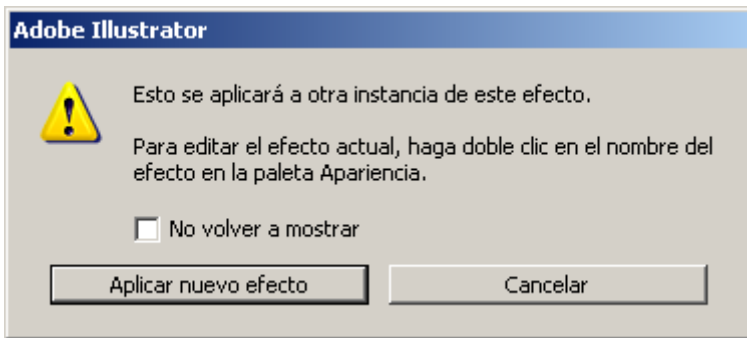 Adobe Illustrator
Esto se aplicará a otra instancia de este efecto.
Para editar el efecto actual, haga doble clic en el nombre del
efecto en la paleta Apariencia.
No volver a mostrar
Aplicar nuevo efecto
Cancelar